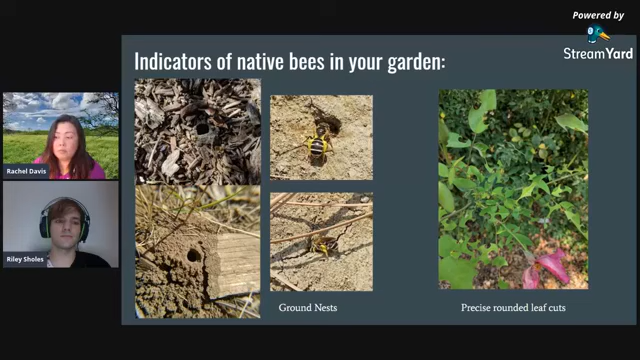 Powered by
StreamYard
Indicators of native bees in your garden:
Rachel Davis
Riley Sholes
Ground Nests
Precise rounded leaf cuts